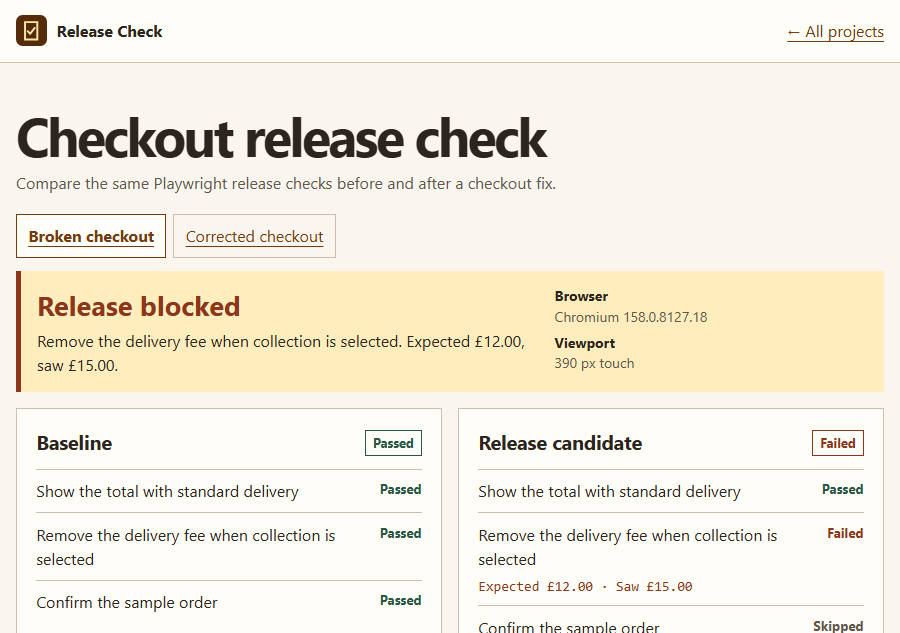 Release Check
← All projects
Checkout release check
Compare the same Playwright release checks before and after a checkout fix.
Broken checkout
Corrected checkout
Release blocked
Remove the delivery fee when collection is selected. Expected £12.00,
saw £15.00.
Browser
Chromium 158.0.8127.18
Viewport
390 px touch
Baseline
Passed
Show the total with standard delivery
Passed
Remove the delivery fee when collection is
selected
Passed
Confirm the sample order
Passed
Release candidate
Failed
Show the total with standard delivery
Passed
Remove the delivery fee when collection is
selected
Failed
Expected £12.00 · Saw £15.00
Confirm the sample order
Skipped